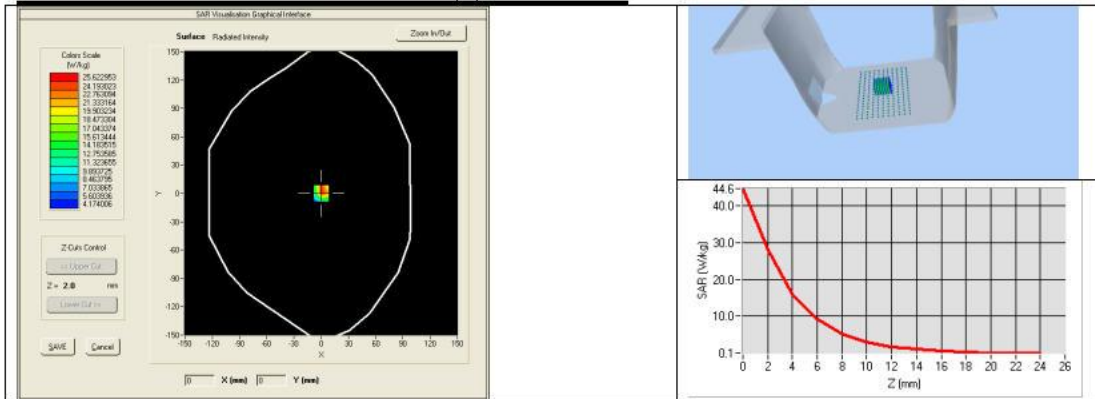 SAR Visualisation Graphical Interface
Surface Radiated Intensity
Zoom In/Out
Colors Scale
(W/kg)
25.622953
24.193023
22.763094
21.333164
19.903234
18.473304
17.043374
15.613444
14.183515
12.753585
11.323655
9.893725
8.463795
7.033865
5.603936
4.174006
Z-Cuts Control
<< Upper Cut
Z = 2.0 mm
Lower Cut >>
SAVE Cancel
150
120
90
60
30
0
-30
-60
-90
-120
-150
Y
-150 -120 -90 -60 -30 0 30 60 90 120 150
X
0 X (mm) 0 Y (mm)
44.6
40.0
30.0
20.0
10.0
0.1
SAR (W/kg)
0 2 4 6 8 10 12 14 16 18 20 22 24 26
Z (mm)